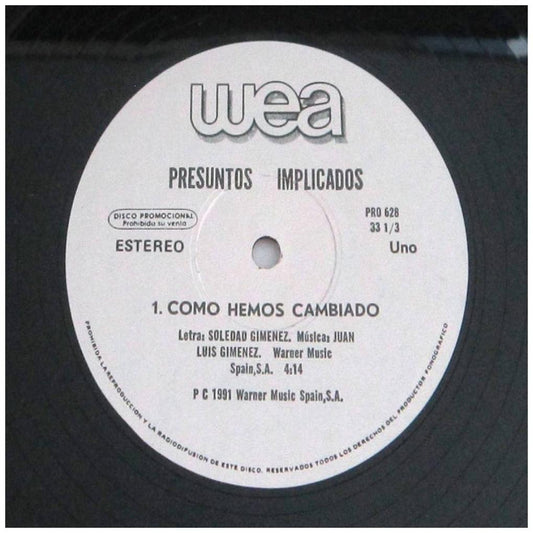 wea
PRESUNTOS IMPLICADOS
DISCO PROMOCIONAL
Prohibida su venta
PRO 628
33 1/3
ESTEREO
Uno
1. COMO HEMOS CAMBIADO
Letra: SOLEDAD GIMENEZ. Música: JUAN
LUIS GIMENEZ. Warner Music
Spain,S.A. 4:14
P C 1991 Warner Music Spain,S.A.
PROHIBIDA LA REPRODUCCION Y LA RADIODIFUSION DE ESTE DISCO. RESERVADOS TODOS LOS DERECHOS DEL PRODUCTOR FONOGRAFICO